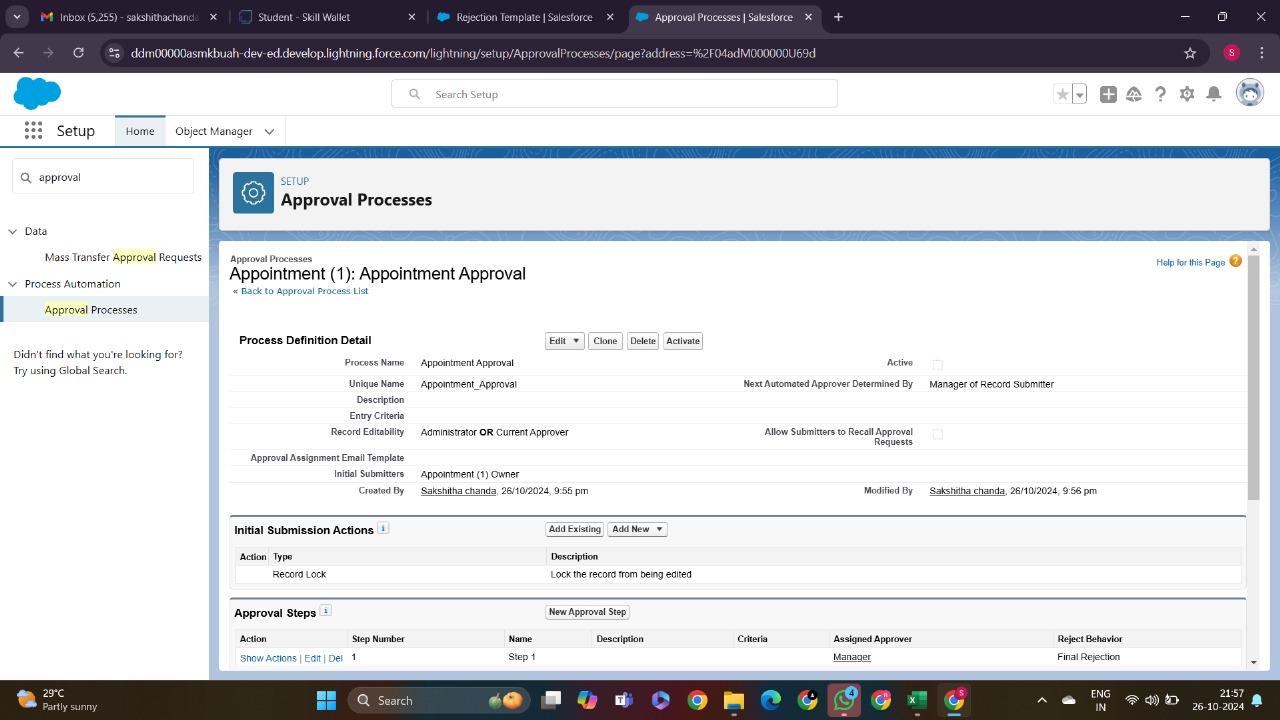 Inbox (5,255) - sakshithachanda
Student - Skill Wallet
Rejection Template | Salesforce
Approval Processes | Salesforce
ddm00000asmkbuah-dev-ed.develop.lightning.force.com/lightning/setup/ApprovalProcesses/page?address=%2F04adM000000U69d
S
Search Setup
Setup
Home
Object Manager
approval
Data
Mass Transfer Approval Requests
Process Automation
Approval Processes
Didn't find what you're looking for?
Try using Global Search.
SETUP
Approval Processes
Approval Processes
Appointment (1): Appointment Approval
« Back to Approval Process List
Help for this Page
Process Definition Detail
Edit
Clone
Delete
Activate
Process Name Appointment Approval
Active
Unique Name Appointment_Approval
Next Automated Approver Determined By Manager of Record Submitter
Description
Entry Criteria
Record Editability Administrator OR Current Approver
Allow Submitters to Recall Approval
Requests
Approval Assignment Email Template
Initial Submitters Appointment (1) Owner
Created By Sakshitha chanda, 26/10/2024, 9:55 pm
Modified By Sakshitha chanda, 26/10/2024, 9:56 pm
Initial Submission Actions i
Add Existing
Add New
Action Type Description
Record Lock Lock the record from being edited
Approval Steps i
New Approval Step
Action Step Number Name Description Criteria Assigned Approver Reject Behavior
Show Actions | Edit | Del 1 Step 1 Manager Final Rejection
29°C
Partly sunny
Search
4
ENG
IN
21:57
26-10-2024